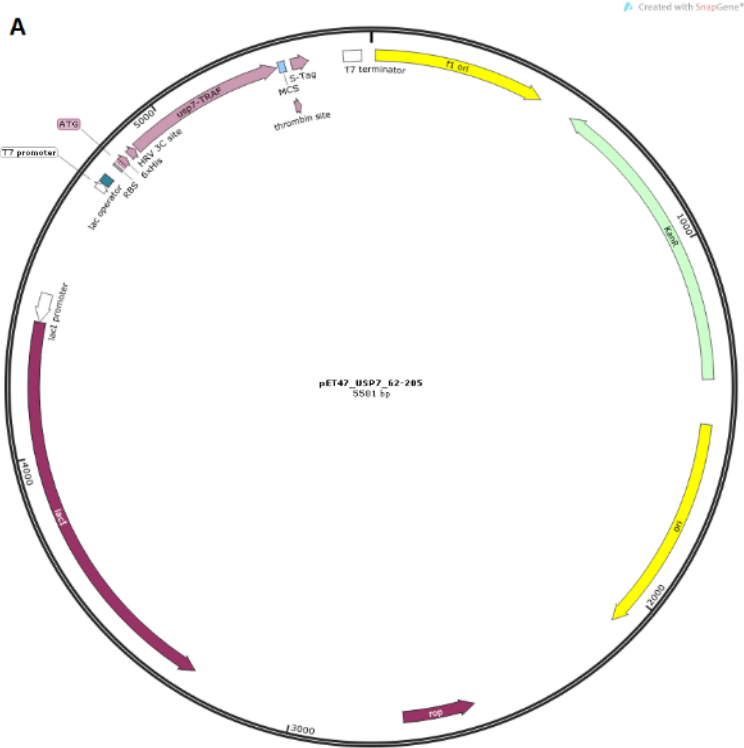 Created with SnapGene®
A
T7 terminator
f1 ori
S-Tag
MCS
thrombin site
usp7-TRAF
5000
ATG
HRV 3C site
6xHis
RBS
T7 promoter
lac operator
1000
KanR
lacI promoter
pET47_USP7_62-205
5581 bp
4000
lacI
ori
2000
rop
3000